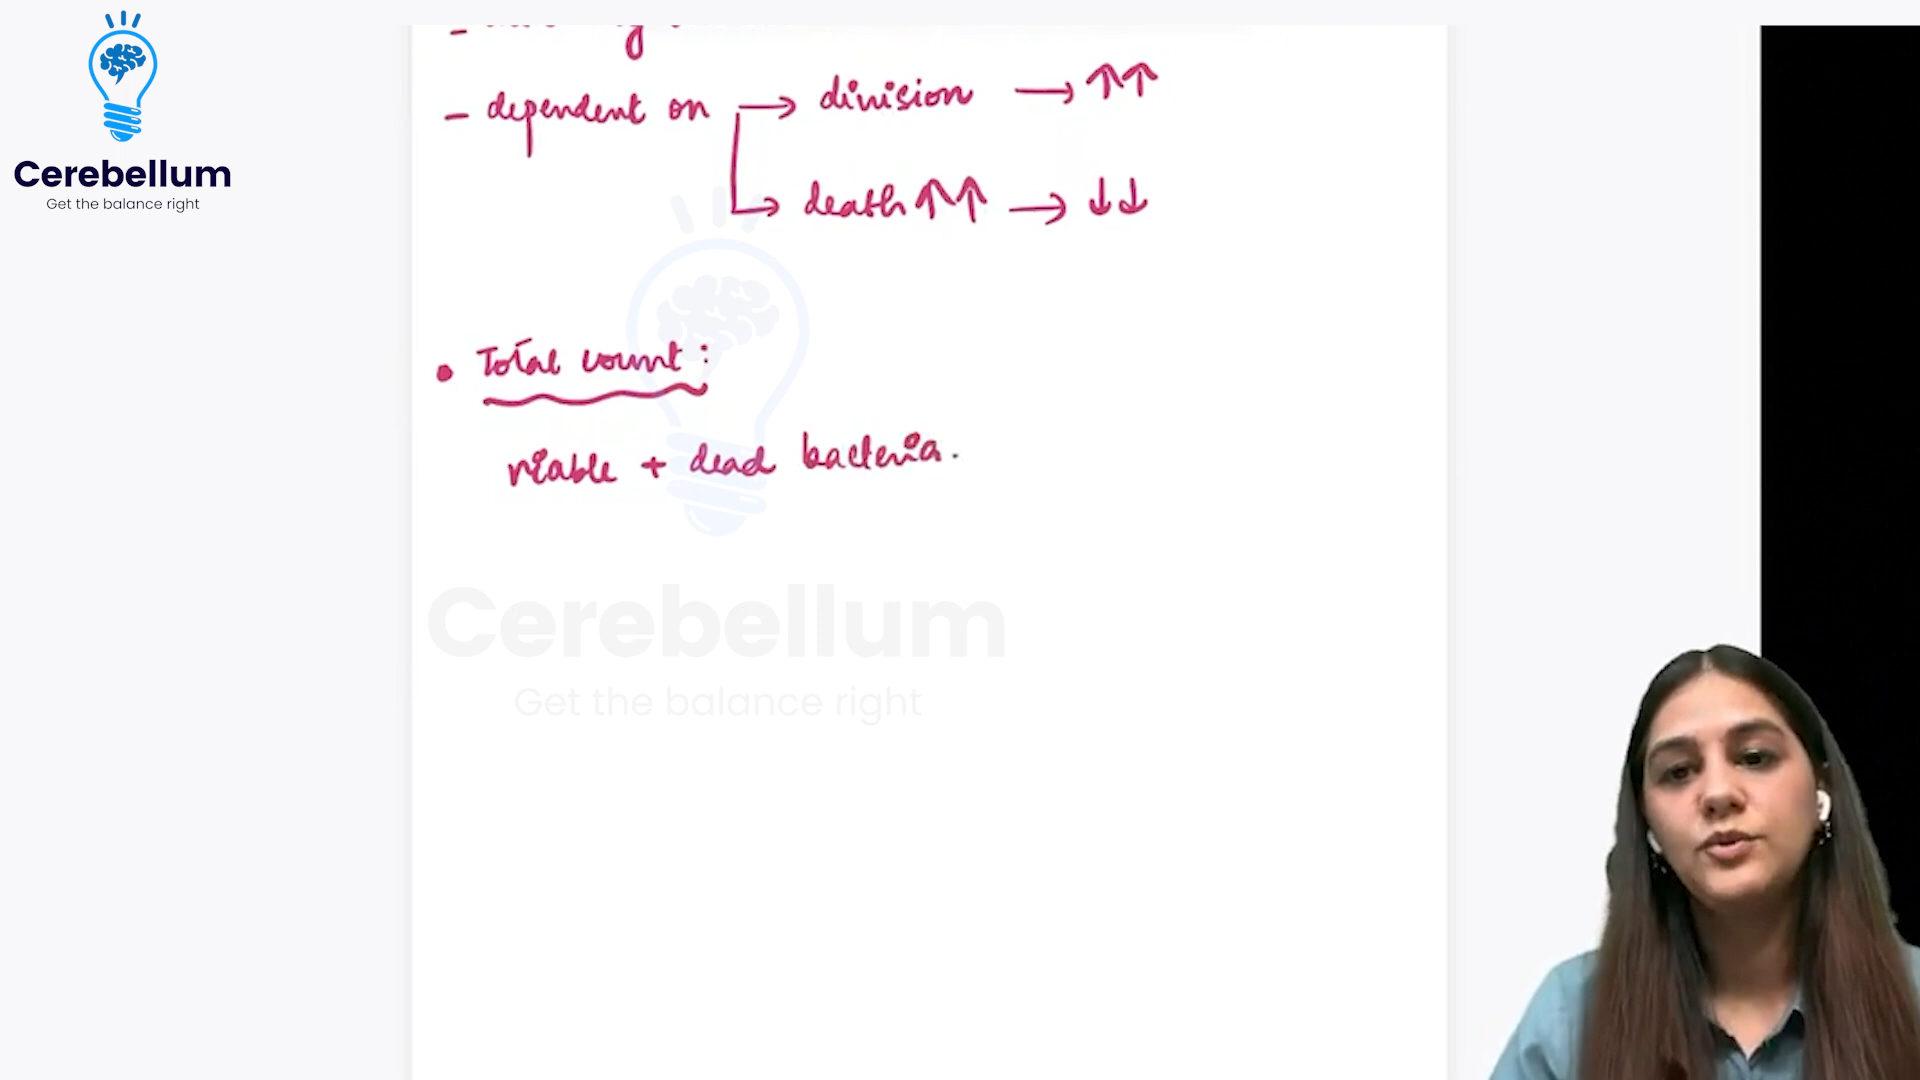 Cerebellum
Get the balance right
- dependent on → division → ↑↑
↳ death ↑↑ → ↓↓
• Total count:
viable + dead bacteria.
Cerebellum
Get the balance right